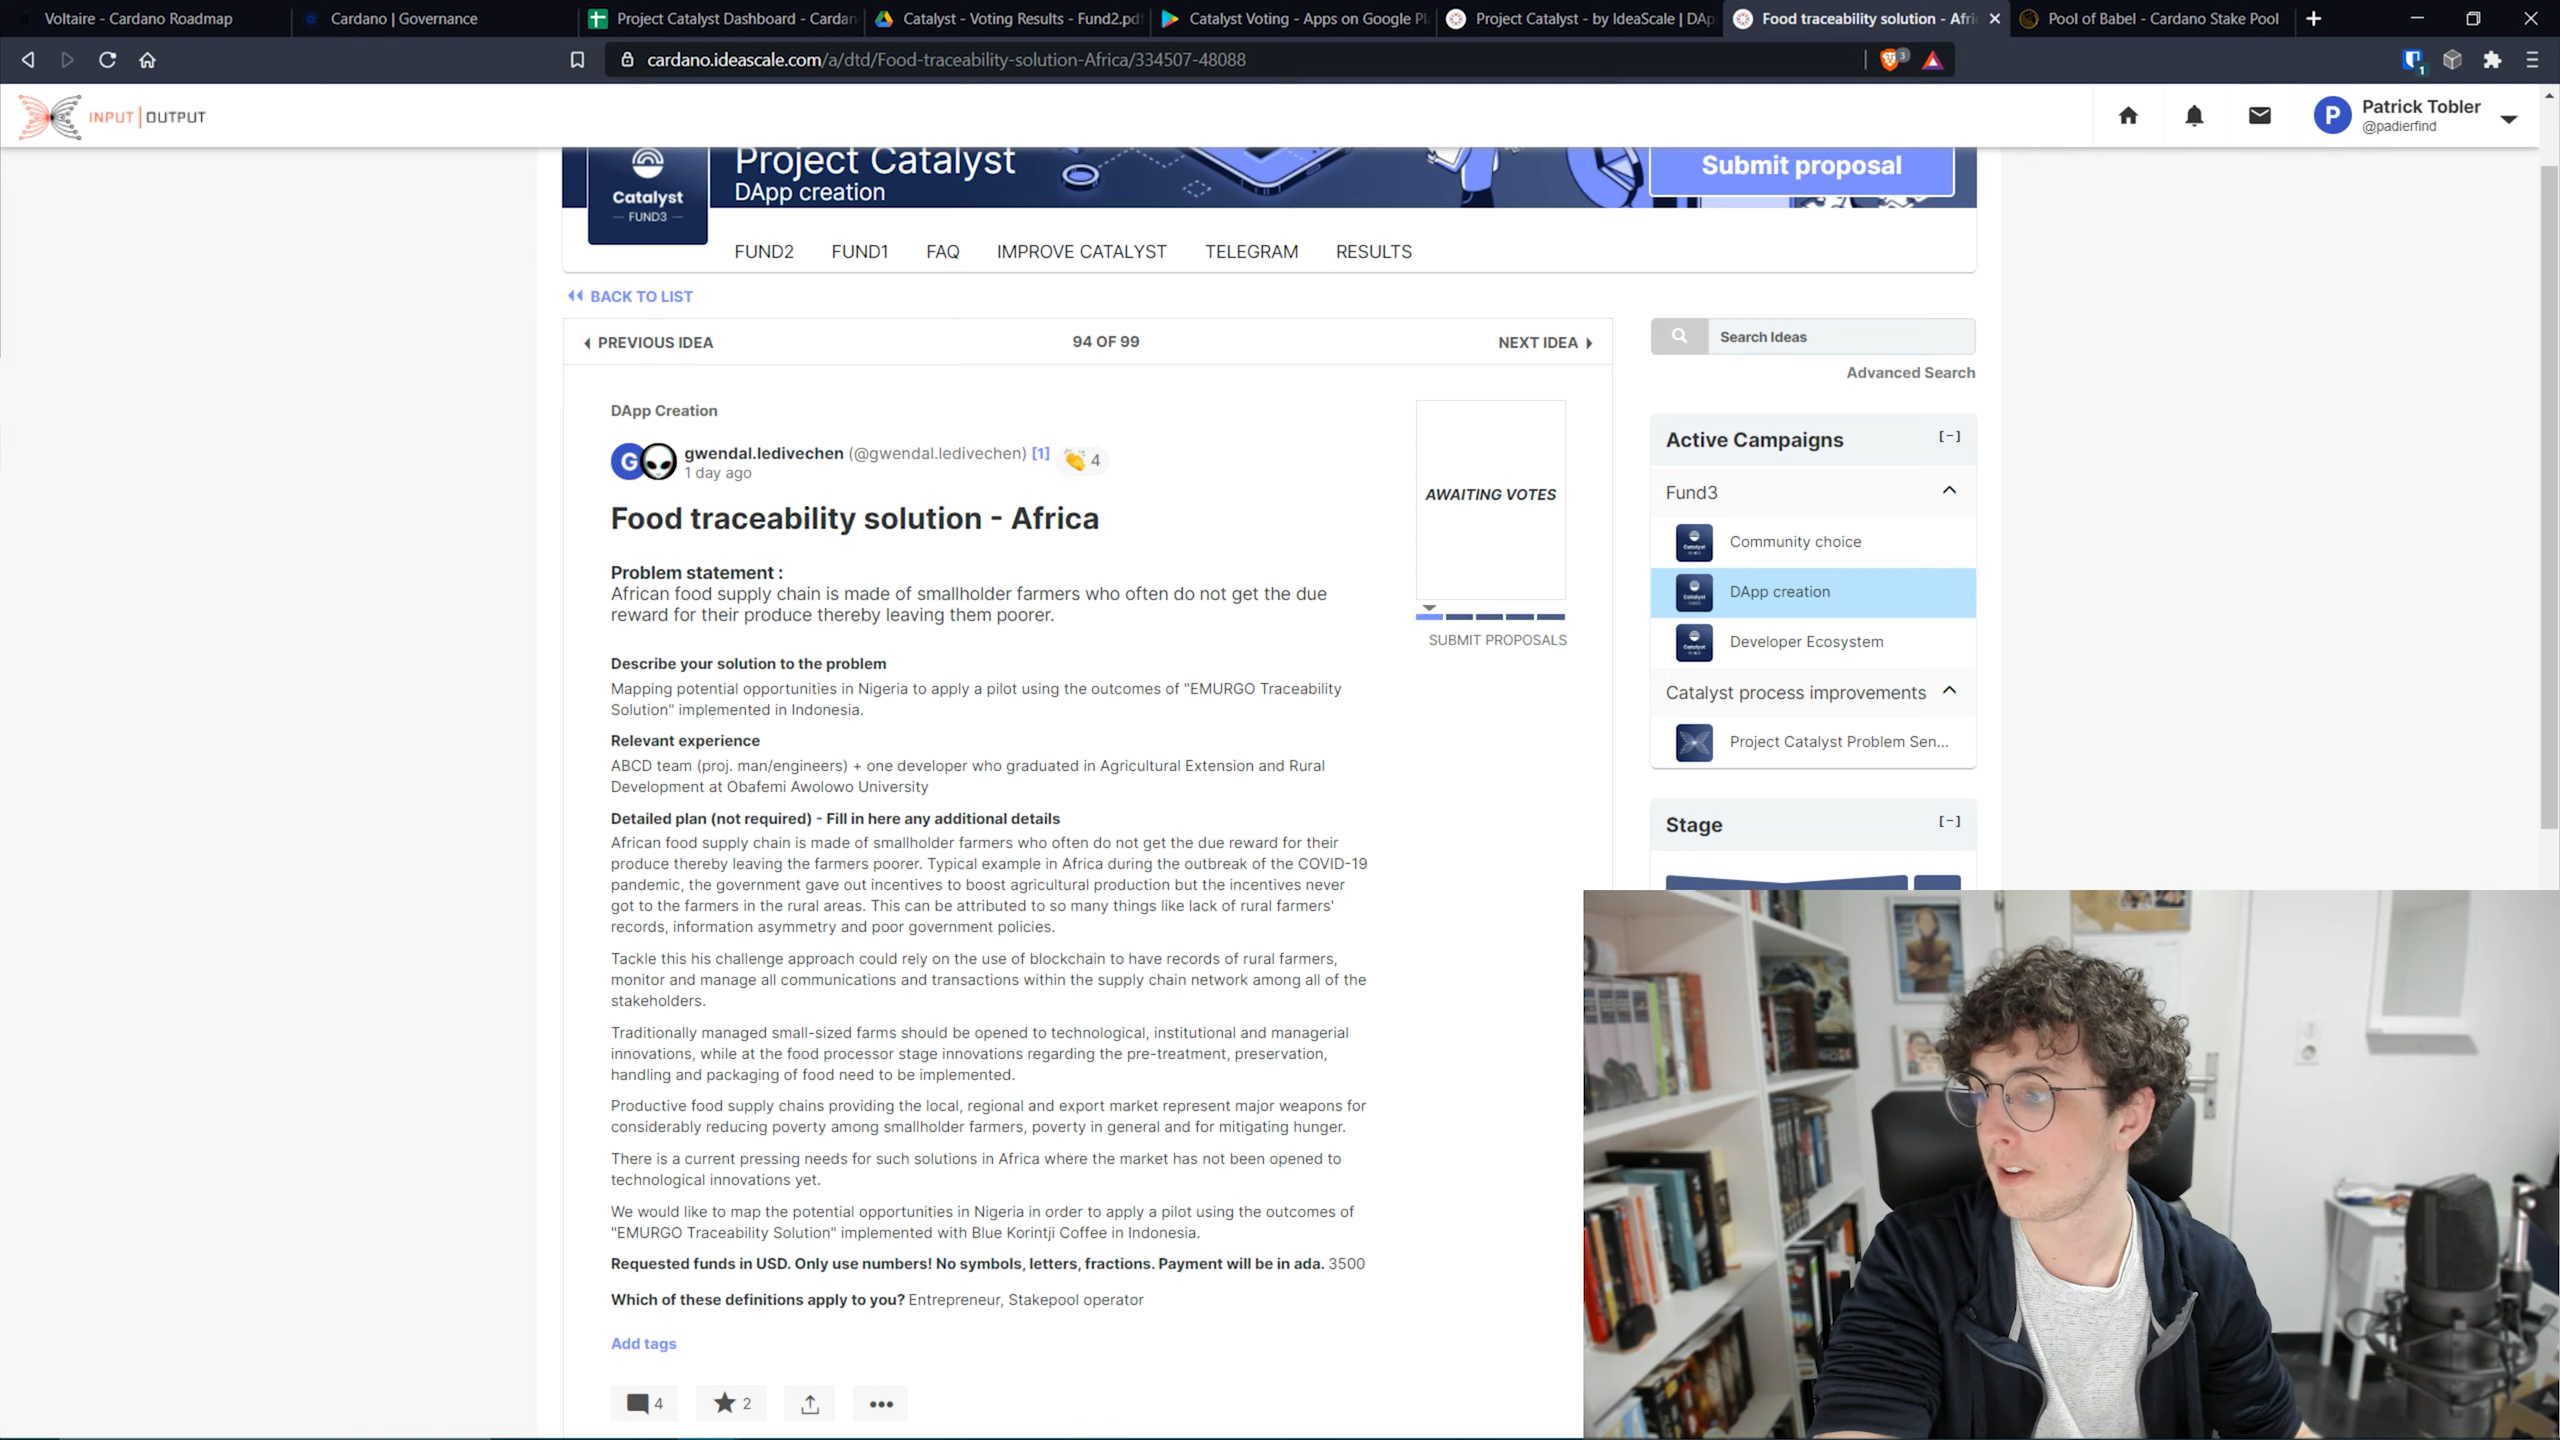 Voltaire - Cardano Roadmap
Cardano | Governance
Project Catalyst Dashboard - Cardan
Catalyst - Voting Results - Fund2.pdf
Catalyst Voting - Apps on Google Pl
Project Catalyst - by IdeaScale | DAp
Food traceability solution - Afri
Pool of Babel - Cardano Stake Pool
cardano.ideascale.com/a/dtd/Food-traceability-solution-Africa/334507-48088
3
1
INPUT | OUTPUT
P
Patrick Tobler
@padierfind
Catalyst
FUND3
Project Catalyst
DApp creation
Submit proposal
FUND2
FUND1
FAQ
IMPROVE CATALYST
TELEGRAM
RESULTS
BACK TO LIST
PREVIOUS IDEA
94 OF 99
NEXT IDEA
DApp Creation
G
gwendal.ledivechen (@gwendal.ledivechen) [1]
4
1 day ago
AWAITING VOTES
SUBMIT PROPOSALS
Food traceability solution - Africa
Problem statement :
African food supply chain is made of smallholder farmers who often do not get the due
reward for their produce thereby leaving them poorer.
Describe your solution to the problem
Mapping potential opportunities in Nigeria to apply a pilot using the outcomes of "EMURGO Traceability
Solution" implemented in Indonesia.
Relevant experience
ABCD team (proj. man/engineers) + one developer who graduated in Agricultural Extension and Rural
Development at Obafemi Awolowo University
Detailed plan (not required) - Fill in here any additional details
African food supply chain is made of smallholder farmers who often do not get the due reward for their
produce thereby leaving the farmers poorer. Typical example in Africa during the outbreak of the COVID-19
pandemic, the government gave out incentives to boost agricultural production but the incentives never
got to the farmers in the rural areas. This can be attributed to so many things like lack of rural farmers'
records, information asymmetry and poor government policies.
Tackle this his challenge approach could rely on the use of blockchain to have records of rural farmers,
monitor and manage all communications and transactions within the supply chain network among all of the
stakeholders.
Traditionally managed small-sized farms should be opened to technological, institutional and managerial
innovations, while at the food processor stage innovations regarding the pre-treatment, preservation,
handling and packaging of food need to be implemented.
Productive food supply chains providing the local, regional and export market represent major weapons for
considerably reducing poverty among smallholder farmers, poverty in general and for mitigating hunger.
There is a current pressing needs for such solutions in Africa where the market has not been opened to
technological innovations yet.
We would like to map the potential opportunities in Nigeria in order to apply a pilot using the outcomes of
"EMURGO Traceability Solution" implemented with Blue Korintji Coffee in Indonesia.
Requested funds in USD. Only use numbers! No symbols, letters, fractions. Payment will be in ada. 3500
Which of these definitions apply to you? Entrepreneur, Stakepool operator
Add tags
4
2
Search Ideas
Advanced Search
Active Campaigns
[-]
Fund3
Community choice
DApp creation
Developer Ecosystem
Catalyst process improvements
Project Catalyst Problem Sen...
Stage
[-]